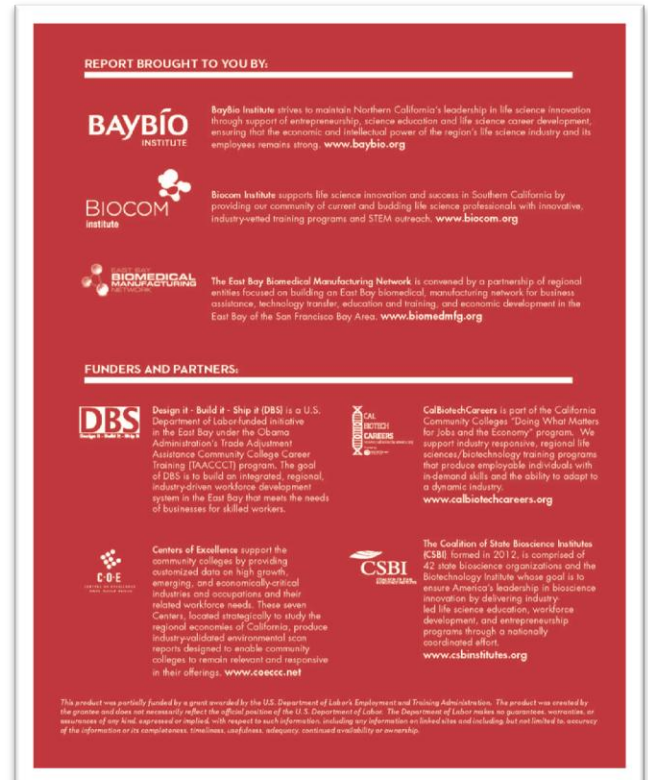 REPORT BROUGHT TO YOU BY:
BAYBÍO
INSTITUTE
BayBio Institute strives to maintain Northern California's leadership in life science innovation
through support of entrepreneurship, science education and life science career development,
ensuring that the economic and intellectual power of the region's life science industry and its
employees remains strong. www.baybio.org
BIOCOM
institute
Biocom Institute supports life science innovation and success in Southern California by
providing our community of current and budding life science professionals with innovative,
industry-vetted training programs and STEM outreach. www.biocom.org
EAST BAY
BIOMEDICAL
MANUFACTURING
NETWORK
The East Bay Biomedical Manufacturing Network is convened by a partnership of regional
entities focused on building an East Bay biomedical, manufacturing network for business
assistance, technology transfer, education and training, and economic development in the
East Bay of the San Francisco Bay Area. www.biomedmfg.org
FUNDERS AND PARTNERS:
DBS
Design it - Build it - Ship it
Design it - Build it - Ship it (DBS) is a U.S.
Department of Labor-funded initiative
in the East Bay under the Obama
Administration's Trade Adjustment
Assistance Community College Career
Training (TAACCCT) program. The goal
of DBS is to build an integrated, regional,
industry-driven workforce development
system in the East Bay that meets the needs
of businesses for skilled workers.
CAL
BIOTECH
CAREERS
CalBiotechCareers is part of the California
Community Colleges "Doing What Matters
for Jobs and the Economy" program. We
support industry responsive, regional life
sciences/biotechnology training programs
that produce employable individuals with
in-demand skills and the ability to adapt to
a dynamic industry.
www.calbiotechcareers.org
C·O·E
Centers of Excellence support the
community colleges by providing
customized data on high growth,
emerging, and economically-critical
industries and occupations and their
related workforce needs. These seven
Centers, located strategically to study the
regional economies of California, produce
industry-validated environmental scan
reports designed to enable community
colleges to remain relevant and responsive
in their offerings. www.coeccc.net
CSBI
The Coalition of State Bioscience Institutes
(CSBI) formed in 2012, is comprised of
42 state bioscience organizations and the
Biotechnology Institute whose goal is to
ensure America's leadership in bioscience
innovation by delivering industry-
led life science education, workforce
development, and entrepreneurship
programs through a nationally
coordinated effort.
www.csbinstitutes.org
This product was partially funded by a grant awarded by the U.S. Department of Labor's Employment and Training Administration. The product was created by
the grantee and does not necessarily reflect the official position of the U.S. Department of Labor. The Department of Labor makes no guarantees, warranties, or
assurances of any kind, expressed or implied, with respect to such information, including any information on linked sites and including, but not limited to, accuracy
of the information or its completeness, timeliness, usefulness, adequacy, continued availability or ownership.